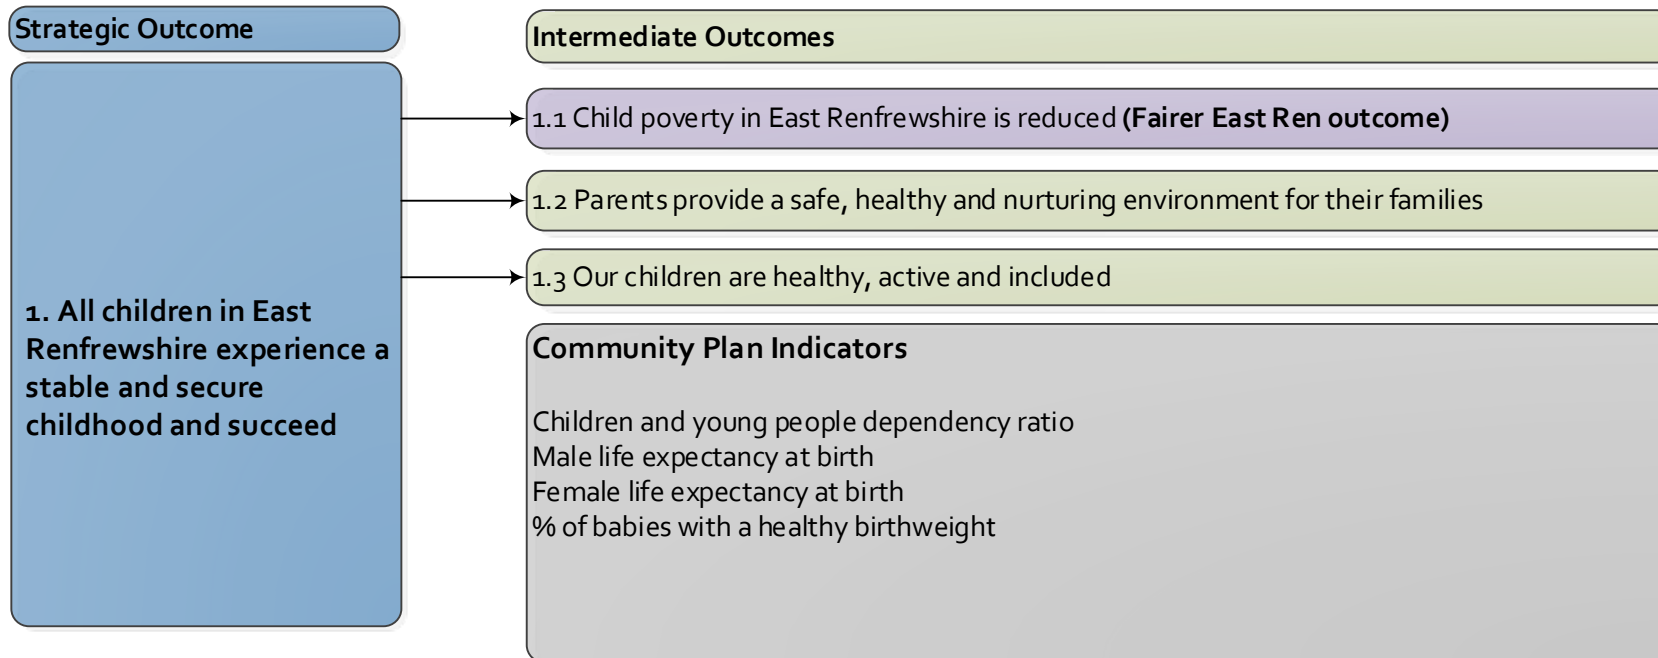 Strategic Outcome
1. All children in East
Renfrewshire experience a
stable and secure
childhood and succeed
Intermediate Outcomes
1.1 Child poverty in East Renfrewshire is reduced (Fairer East Ren outcome)
1.2 Parents provide a safe, healthy and nurturing environment for their families
1.3 Our children are healthy, active and included
Community Plan Indicators
Children and young people dependency ratio
Male life expectancy at birth
Female life expectancy at birth
% of babies with a healthy birthweight